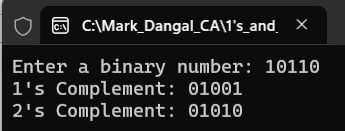 C:\Mark_Dangal_CA\1's_and_
Enter a binary number: 10110
1's Complement: 01001
2's Complement: 01010